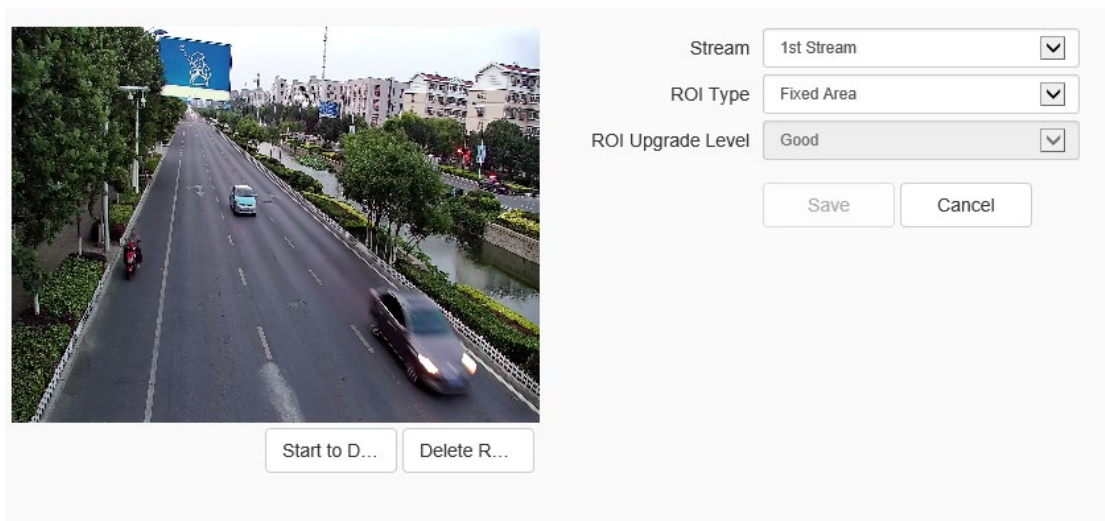 Stream 1st Stream
ROI Type Fixed Area
ROI Upgrade Level Good
Save Cancel
Start to D... Delete R...